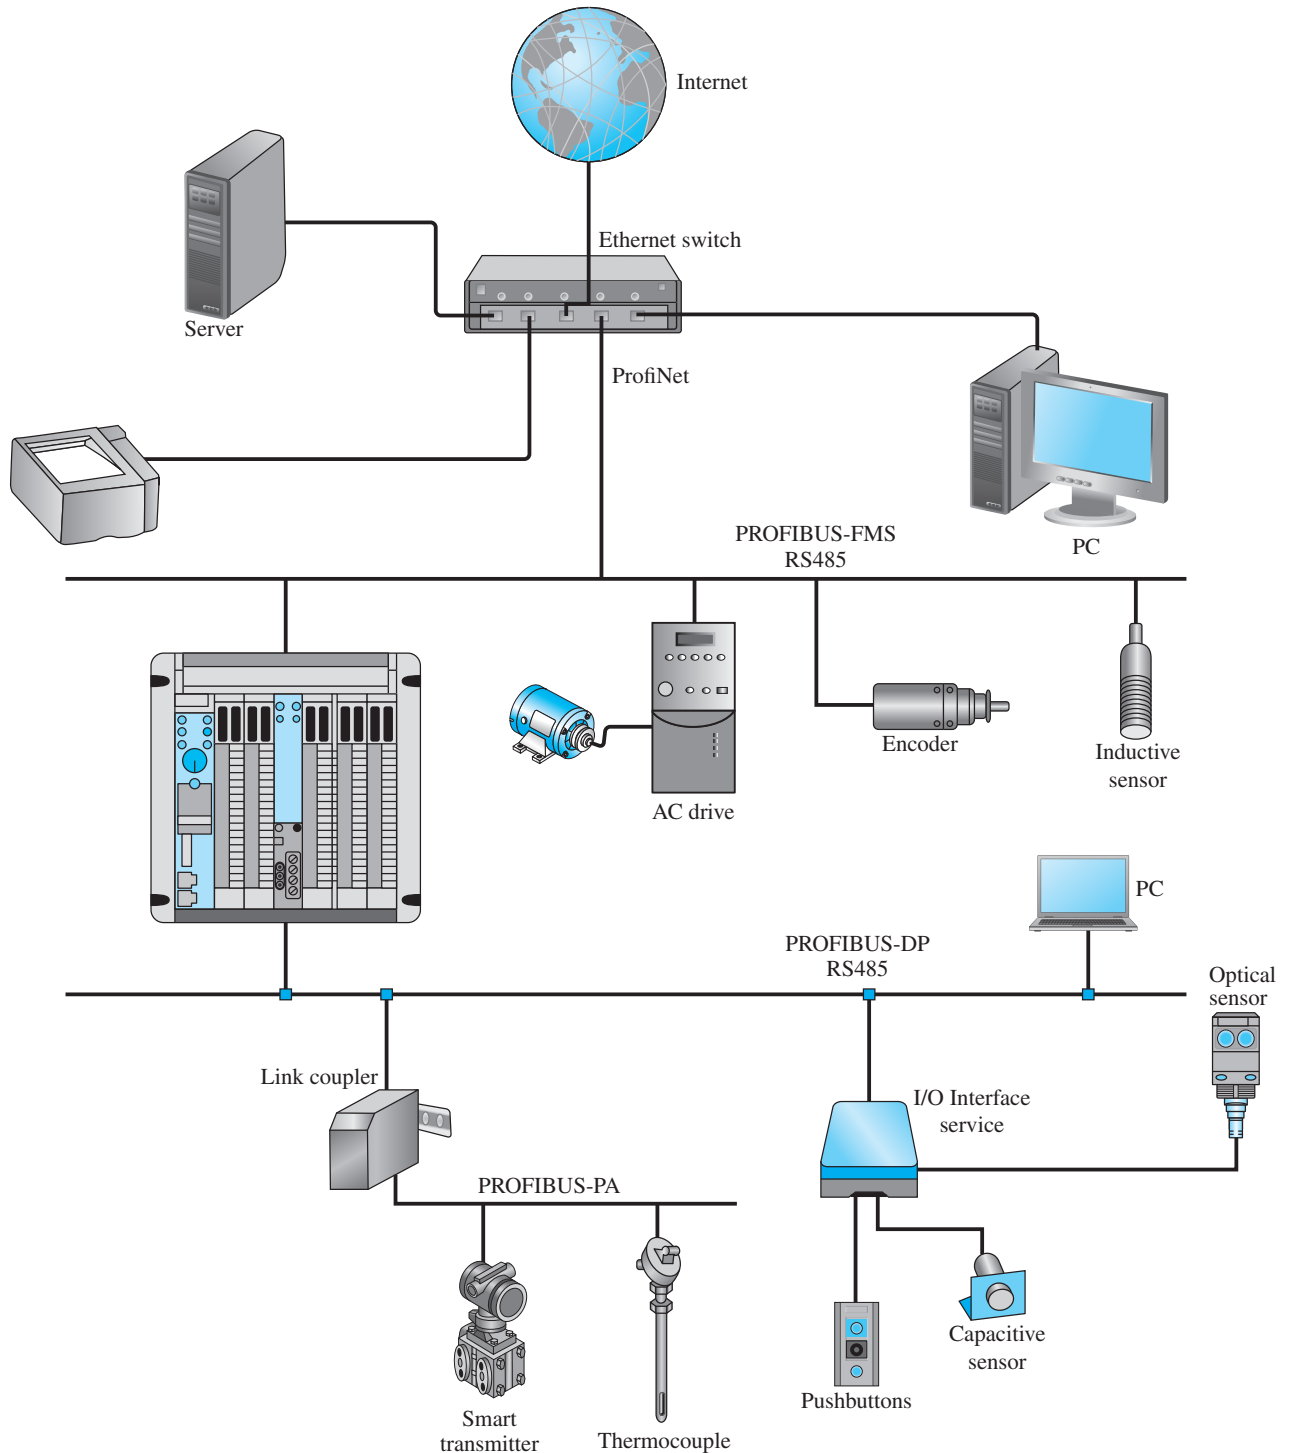 Internet
Ethernet switch
Server
ProfiNet
PROFIBUS-FMS
RS485
PC
AC drive
Encoder
Inductive
sensor
PC
PROFIBUS-DP
RS485
Optical
sensor
Link coupler
I/O Interface
service
PROFIBUS-PA
Capacitive
sensor
Pushbuttons
Smart
transmitter
Thermocouple